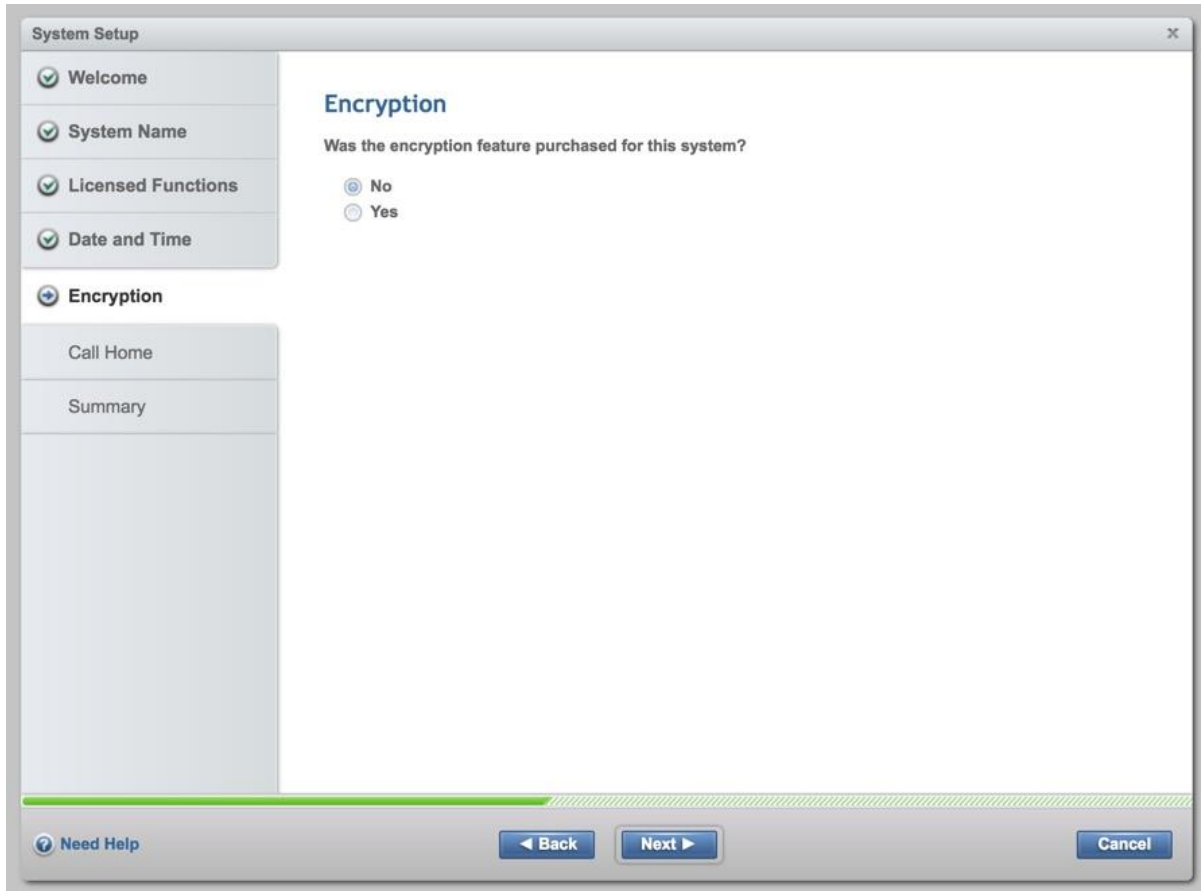 System Setup
x
Welcome
System Name
Licensed Functions
Date and Time
Encryption
Call Home
Summary
Encryption
Was the encryption feature purchased for this system?
No
Yes
Need Help
Back
Next
Cancel